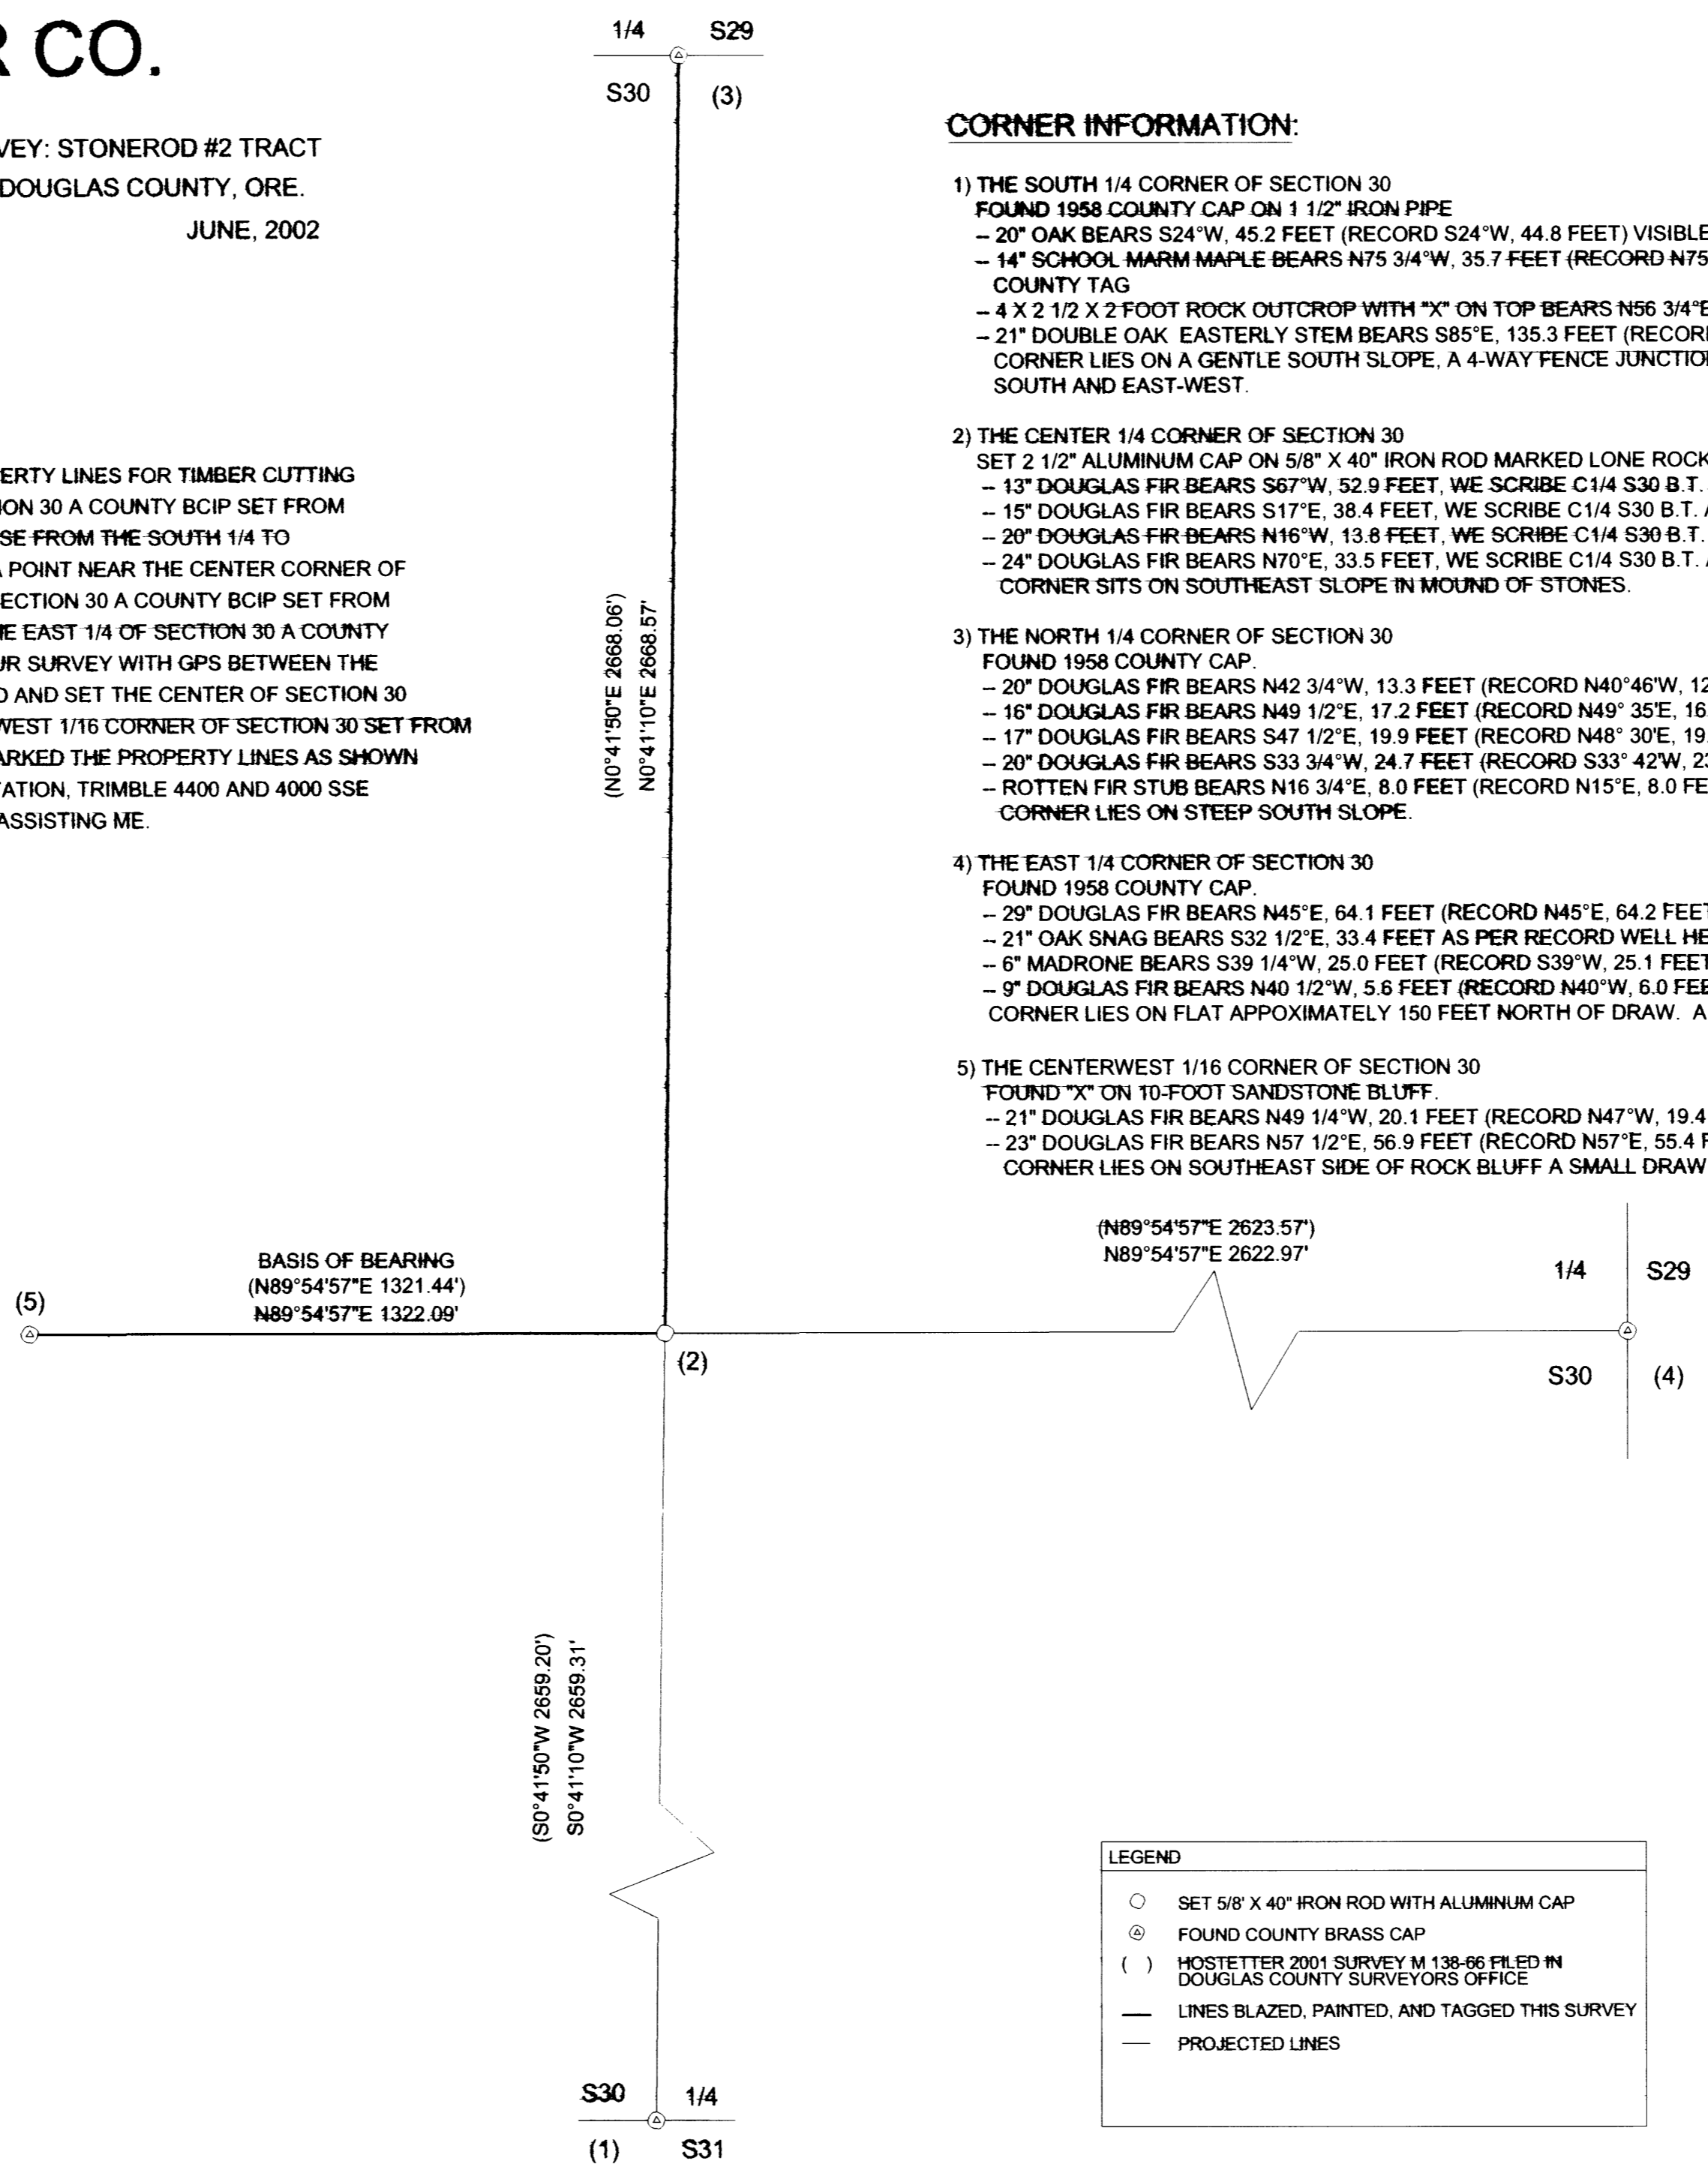 R CO.
VEY: STONEROD #2 TRACT
DOUGLAS COUNTY, ORE.
JUNE, 2002
ERTY LINES FOR TIMBER CUTTING
ION 30 A COUNTY BCIP SET FROM
SE FROM THE SOUTH 1/4 TO
A POINT NEAR THE CENTER CORNER OF
SECTION 30 A COUNTY BCIP SET FROM
HE EAST 1/4 OF SECTION 30 A COUNTY
UR SURVEY WITH GPS BETWEEN THE
D AND SET THE CENTER OF SECTION 30
WEST 1/16 CORNER OF SECTION 30 SET FROM
ARKED THE PROPERTY LINES AS SHOWN
TATION, TRIMBLE 4400 AND 4000 SSE
ASSISTING ME.
1/4 S29
S30 (3)
(N0°41'50"E 2668.06')
N0°41'10"E 2668.57'
CORNER INFORMATION:
1) THE SOUTH 1/4 CORNER OF SECTION 30
FOUND 1958 COUNTY CAP ON 1 1/2" IRON PIPE
-- 20" OAK BEARS S24°W, 45.2 FEET (RECORD S24°W, 44.8 FEET) VISIBLE
-- 14" SCHOOL MARM MAPLE BEARS N75 3/4°W, 35.7 FEET (RECORD N75
COUNTY TAG
-- 4 X 2 1/2 X 2 FOOT ROCK OUTCROP WITH "X" ON TOP BEARS N56 3/4°E
-- 21" DOUBLE OAK EASTERLY STEM BEARS S85°E, 135.3 FEET (RECORD
CORNER LIES ON A GENTLE SOUTH SLOPE, A 4-WAY FENCE JUNCTION
SOUTH AND EAST-WEST.
2) THE CENTER 1/4 CORNER OF SECTION 30
SET 2 1/2" ALUMINUM CAP ON 5/8" X 40" IRON ROD MARKED LONE ROCK
-- 13" DOUGLAS FIR BEARS S67°W, 52.9 FEET, WE SCRIBE C1/4 S30 B.T.
-- 15" DOUGLAS FIR BEARS S17°E, 38.4 FEET, WE SCRIBE C1/4 S30 B.T. A
-- 20" DOUGLAS FIR BEARS N16°W, 13.8 FEET, WE SCRIBE C1/4 S30 B.T.
-- 24" DOUGLAS FIR BEARS N70°E, 33.5 FEET, WE SCRIBE C1/4 S30 B.T. A
CORNER SITS ON SOUTHEAST SLOPE IN MOUND OF STONES.
3) THE NORTH 1/4 CORNER OF SECTION 30
FOUND 1958 COUNTY CAP.
-- 20" DOUGLAS FIR BEARS N42 3/4°W, 13.3 FEET (RECORD N40°46'W, 12
-- 16" DOUGLAS FIR BEARS N49 1/2°E, 17.2 FEET (RECORD N49° 35'E, 16
-- 17" DOUGLAS FIR BEARS S47 1/2°E, 19.9 FEET (RECORD N48° 30'E, 19.
-- 20" DOUGLAS FIR BEARS S33 3/4°W, 24.7 FEET (RECORD S33° 42'W, 23
-- ROTTEN FIR STUB BEARS N16 3/4°E, 8.0 FEET (RECORD N15°E, 8.0 FE
CORNER LIES ON STEEP SOUTH SLOPE.
4) THE EAST 1/4 CORNER OF SECTION 30
FOUND 1958 COUNTY CAP.
-- 29" DOUGLAS FIR BEARS N45°E, 64.1 FEET (RECORD N45°E, 64.2 FEET
-- 21" OAK SNAG BEARS S32 1/2°E, 33.4 FEET AS PER RECORD WELL HE
-- 6" MADRONE BEARS S39 1/4°W, 25.0 FEET (RECORD S39°W, 25.1 FEET
-- 9" DOUGLAS FIR BEARS N40 1/2°W, 5.6 FEET (RECORD N40°W, 6.0 FEE
CORNER LIES ON FLAT APPOXIMATELY 150 FEET NORTH OF DRAW. A
5) THE CENTERWEST 1/16 CORNER OF SECTION 30
FOUND "X" ON 10-FOOT SANDSTONE BLUFF.
-- 21" DOUGLAS FIR BEARS N49 1/4°W, 20.1 FEET (RECORD N47°W, 19.4
-- 23" DOUGLAS FIR BEARS N57 1/2°E, 56.9 FEET (RECORD N57°E, 55.4 F
CORNER LIES ON SOUTHEAST SIDE OF ROCK BLUFF A SMALL DRAW
(5)
BASIS OF BEARING
(N89°54'57"E 1321.44')
N89°54'57"E 1322.09'
(2)
(N89°54'57"E 2623.57')
N89°54'57"E 2622.97'
1/4 S29
S30 (4)
(S0°41'50"W 2659.20')
S0°41'10"W 2659.31'
S30 1/4
(1) S31
LEGEND
SET 5/8' X 40" IRON ROD WITH ALUMINUM CAP
FOUND COUNTY BRASS CAP
( ) HOSTETTER 2001 SURVEY M 138-66 FILED IN
DOUGLAS COUNTY SURVEYORS OFFICE
LINES BLAZED, PAINTED, AND TAGGED THIS SURVEY
PROJECTED LINES